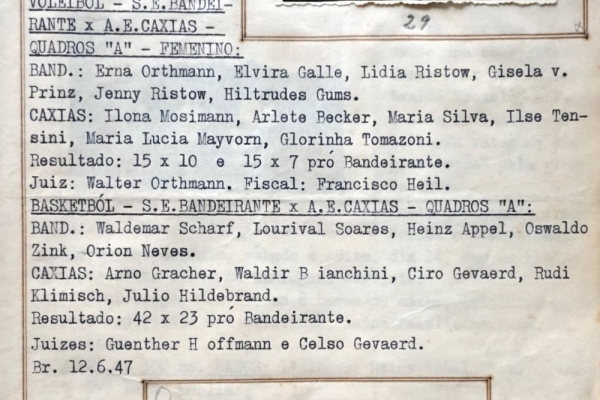 VOLEIBOL - S.E.BANDEI-
RANTE x A.E.CAXIAS -
QUADROS "A" - FEMENINO:
29
BAND.: Erna Orthmann, Elvira Galle, Lidia Ristow, Gisela v.
Prinz, Jenny Ristow, Hiltrudes Gums.
CAXIAS: Ilona Mosimann, Arlete Becker, Maria Silva, Ilse Ten-
sini, Maria Lucia Mayvorn, Glorinha Tomazoni.
Resultado: 15 x 10 e 15 x 7 pró Bandeirante.
Juiz: Walter Orthmann. Fiscal: Francisco Heil.
BASKETBÓL - S.E.BANDEIRANTE x A.E.CAXIAS - QUADROS "A":
BAND.: Waldemar Scharf, Lourival Soares, Heinz Appel, Oswaldo
Zink, Orion Neves.
CAXIAS: Arno Gracher, Waldir B ianchini, Ciro Gevaerd, Rudi
Klimisch, Julio Hildebrand.
Resultado: 42 x 23 pró Bandeirante.
Juizes: Guenther H offmann e Celso Gevaerd.
Br. 12.6.47